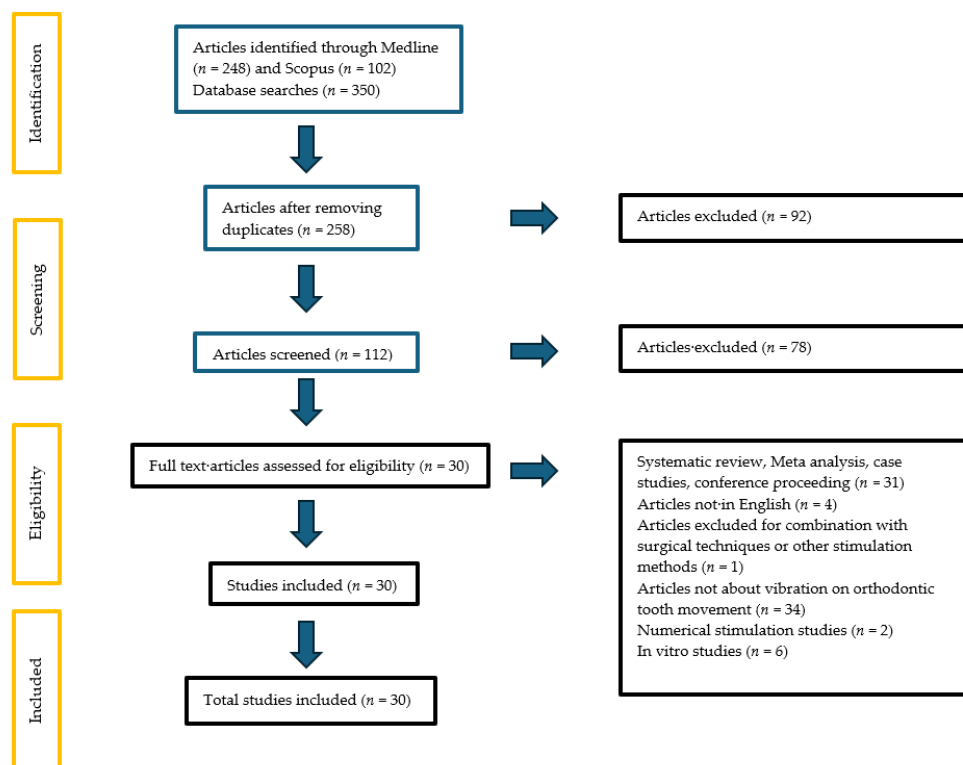 Identification
Articles identified through Medline
(n = 248) and Scopus (n = 102)
Database searches (n = 350)
Articles after removing
duplicates (n = 258)
Articles excluded (n = 92)
Screening
Articles screened (n = 112)
Articles·excluded (n = 78)
Eligibility
Full text·articles assessed for eligibility (n = 30)
Systematic review, Meta analysis, case
studies, conference proceeding (n = 31)
Articles not·in English (n = 4)
Articles excluded for combination with
surgical techniques or other stimulation
methods (n = 1)
Articles not about vibration on orthodontic
tooth movement (n = 34)
Numerical stimulation studies (n = 2)
In vitro studies (n = 6)
Studies included (n = 30)
Included
Total studies included (n = 30)